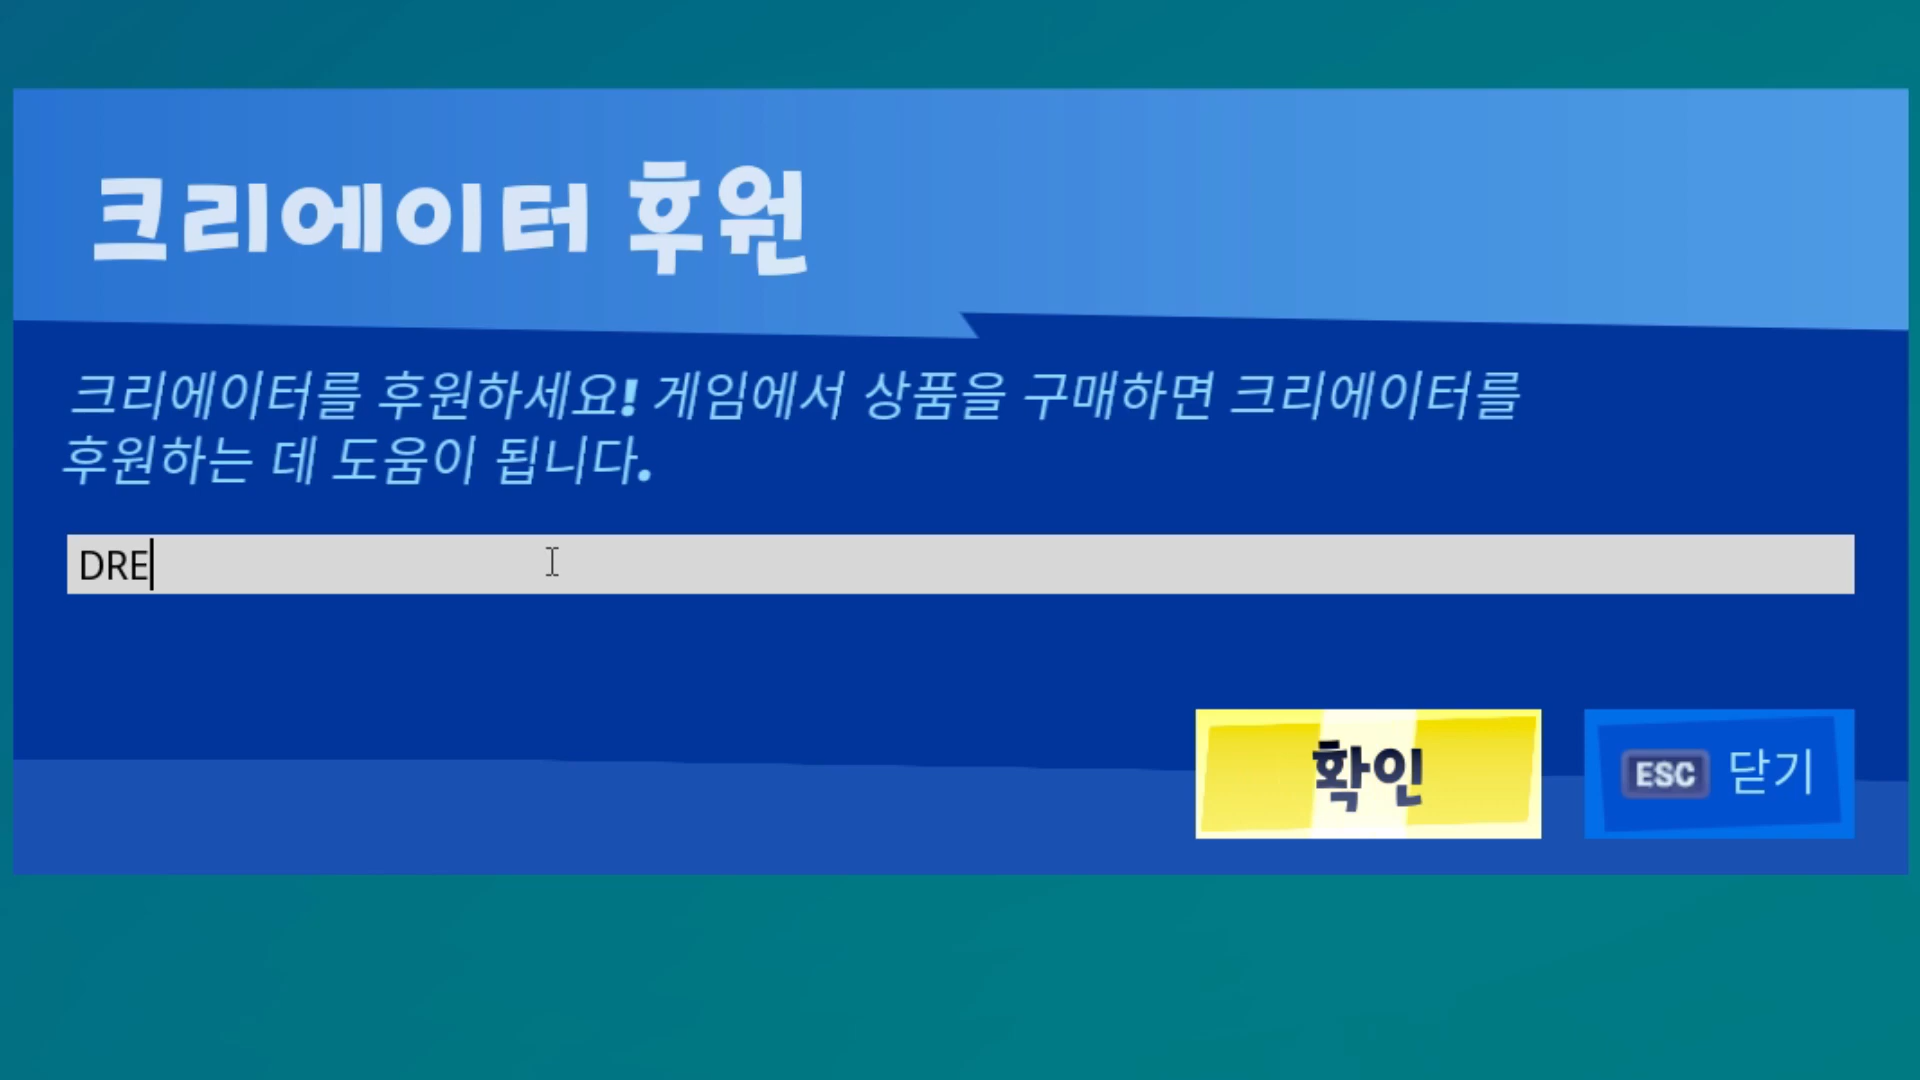 크리에이터 후원
크리에이터를 후원하세요! 게임에서 상품을 구매하면 크리에이터를
후원하는 데 도움이 됩니다.
DRE
확인
ESC 닫기